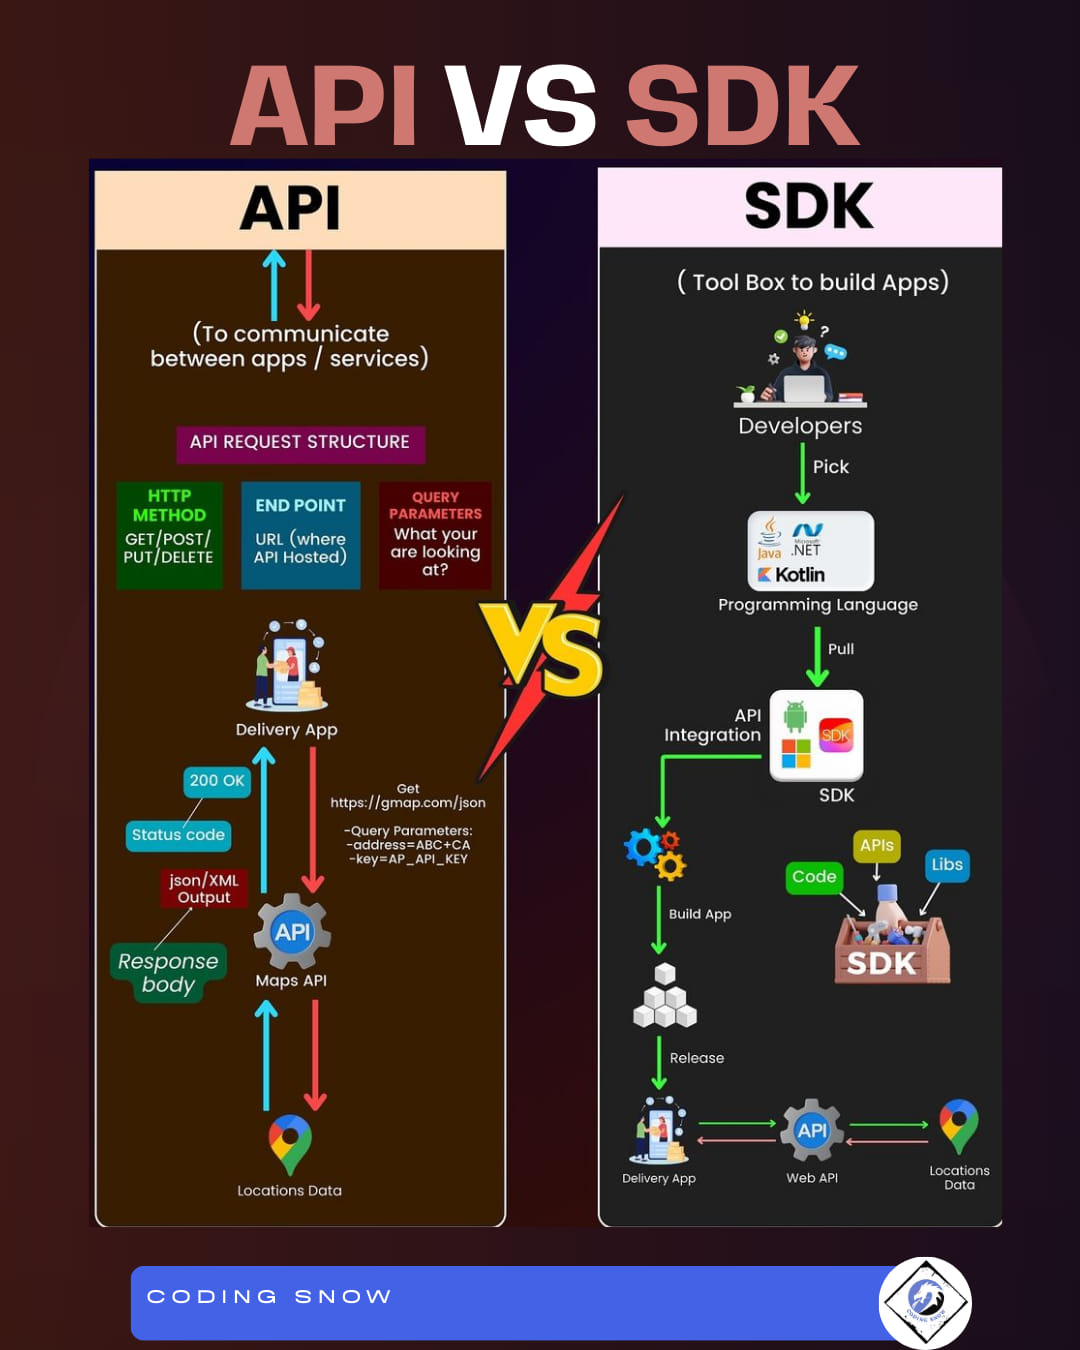 API VS SDK
API
(To communicate
between apps / services)
API REQUEST STRUCTURE
HTTP
METHOD
GET/POST/
PUT/DELETE
END POINT
URL (where
API Hosted)
QUERY
PARAMETERS
What your
are looking
at?
Delivery App
200 OK
Status code
json/XML
Output
Response
body
Get
https://gmap.com/json
-Query Parameters:
-address=ABC+CA
-key=AP_API_KEY
API
Maps API
Locations Data
VS
SDK
( Tool Box to build Apps)
?
Developers
Pick
Java
Microsoft
.NET
Kotlin
Programming Language
Pull
API
Integration
SDK
SDK
APIs
Code
Libs
SDK
Build App
Release
Delivery App
API
Web API
Locations
Data
CODING SNOW
CODING SNOW